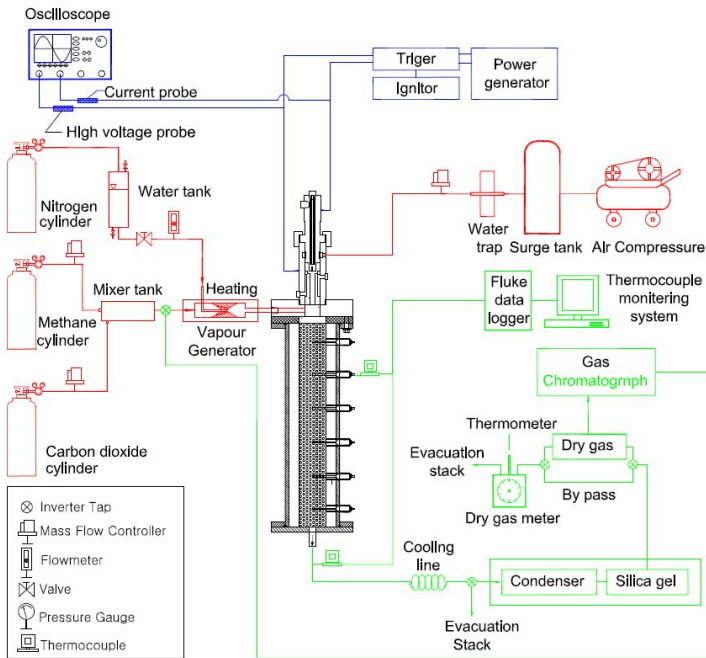 Oscilloscope
Triger
Ignitor
Power
generator
Current probe
High voltage probe
Water tank
Nitrogen
cylinder
Water
trap
Surge tank
Air Compressure
Mixer tank
Heating
Fluke
data
logger
Thermocouple
monitering
system
Methane
cylinder
Vapour
Generator
Gas
Chromatogrnph
Carbon dioxide
cylinder
Thermometer
Evacuation
stack
Dry gas
By pass
Dry gas meter
Cooling
line
Condenser
Silica gel
Evacuation
Stack
Inverter Tap
Mass Flow Controller
Flowmeter
Valve
Pressure Gauge
Thermocouple